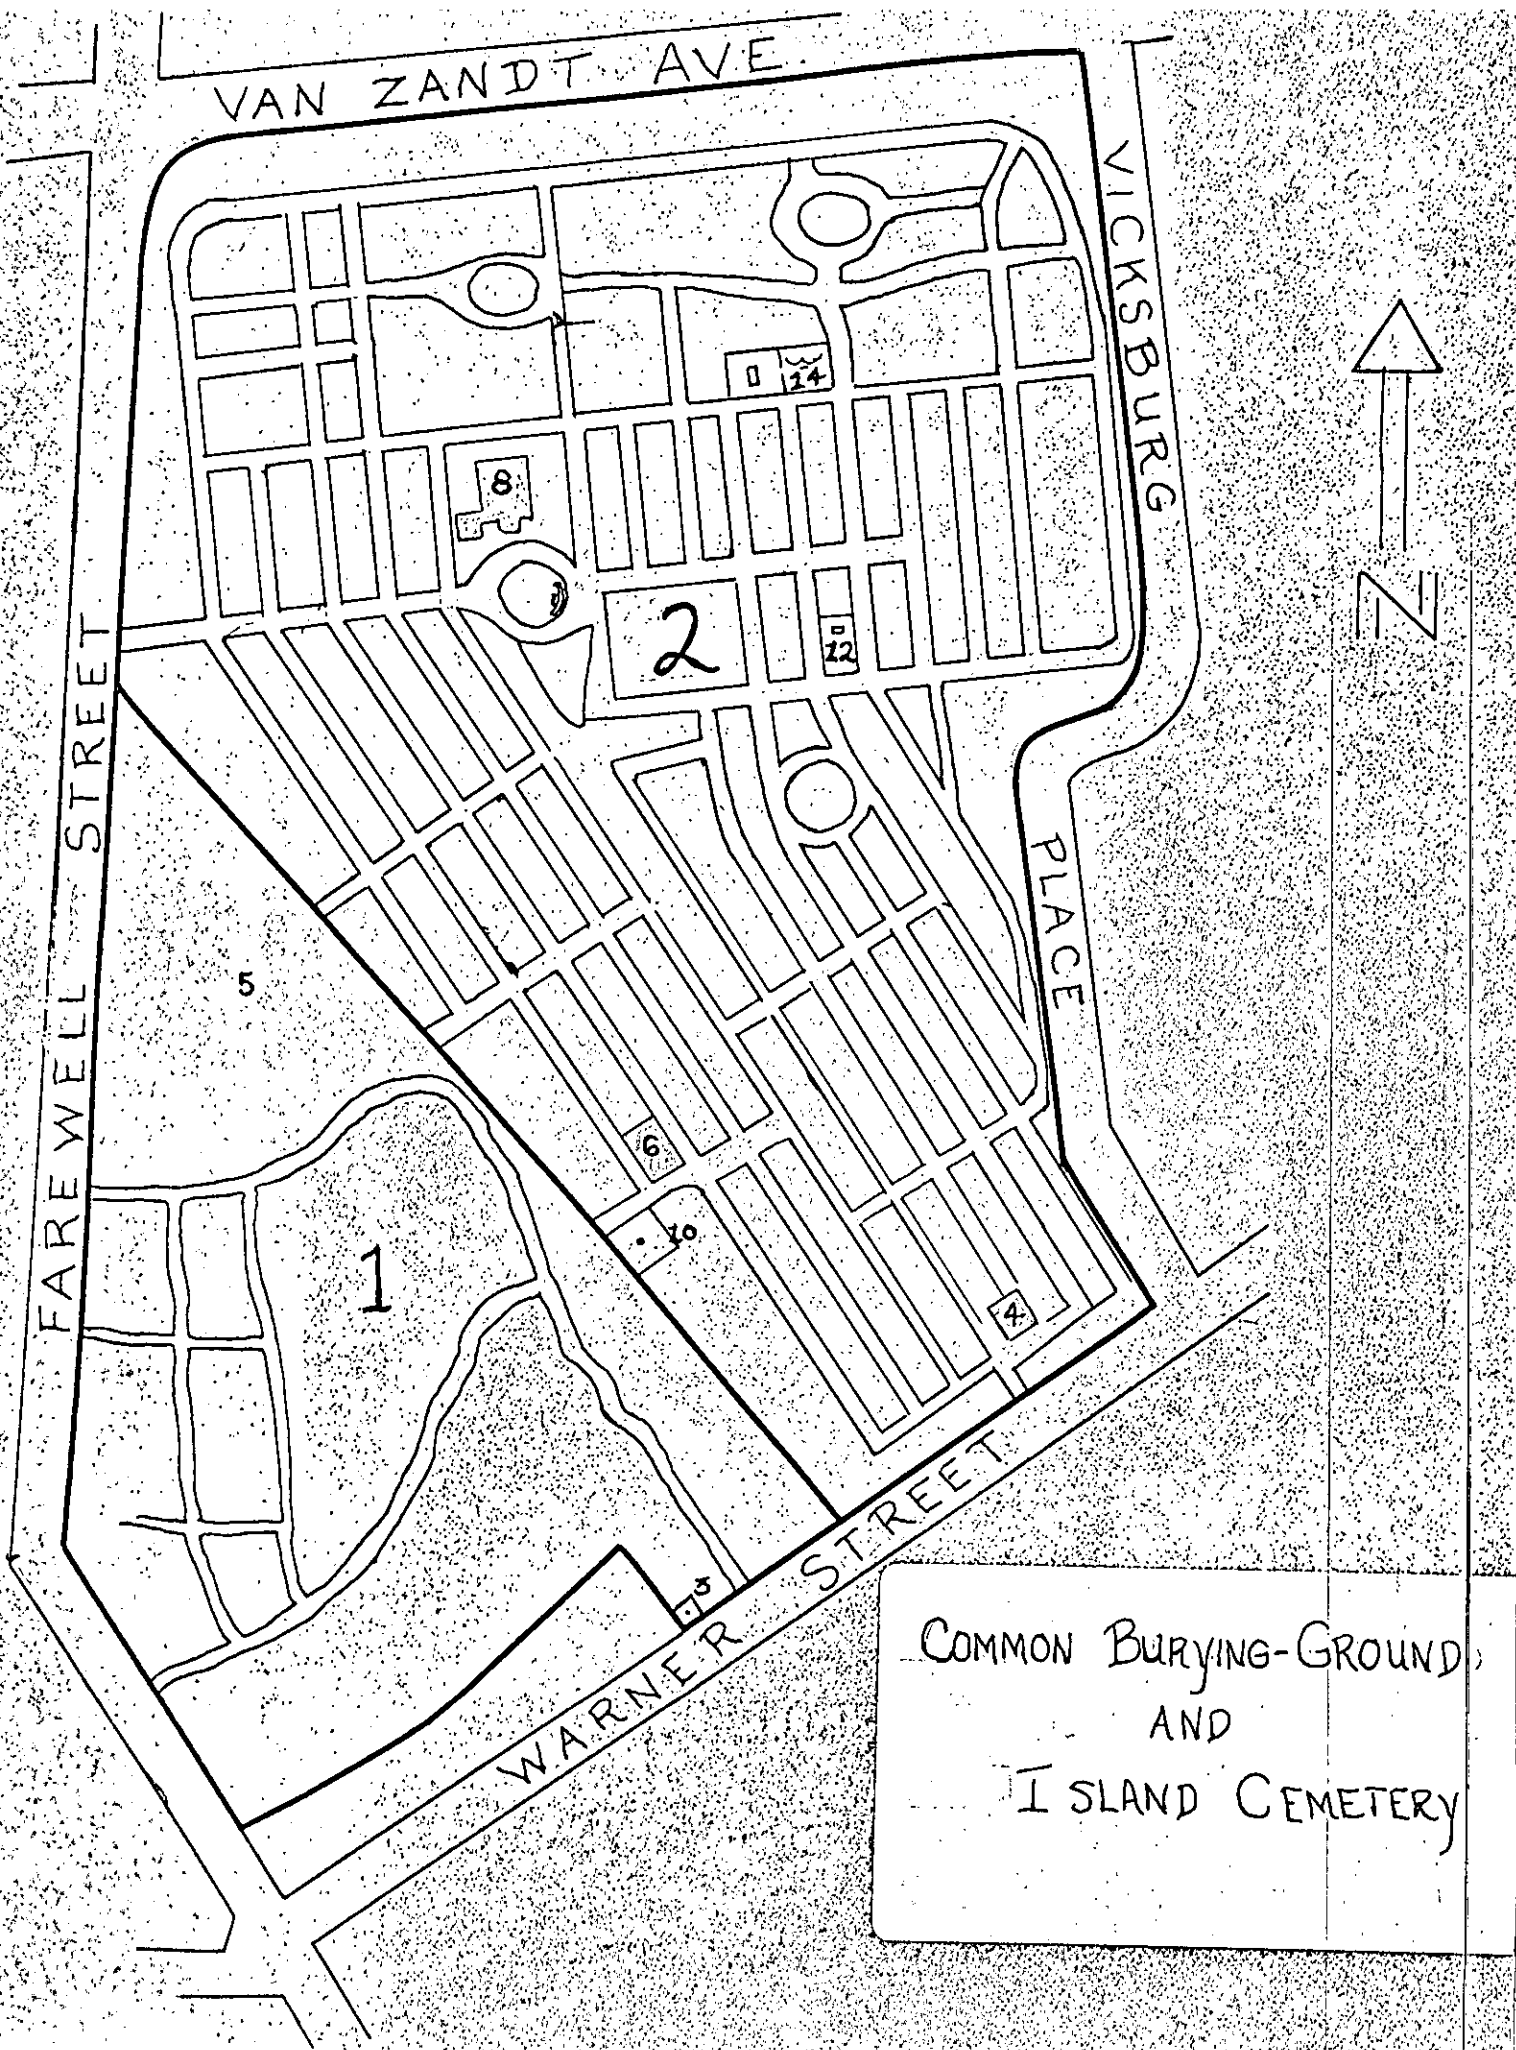 VAN ZANDT AVE.
VICKSBURG PLACE
FAREWELL STREET
14
8
2
12
N
5
6
10
1
4
3
WARNER STREET
COMMON BURYING-GROUND
AND
ISLAND CEMETERY